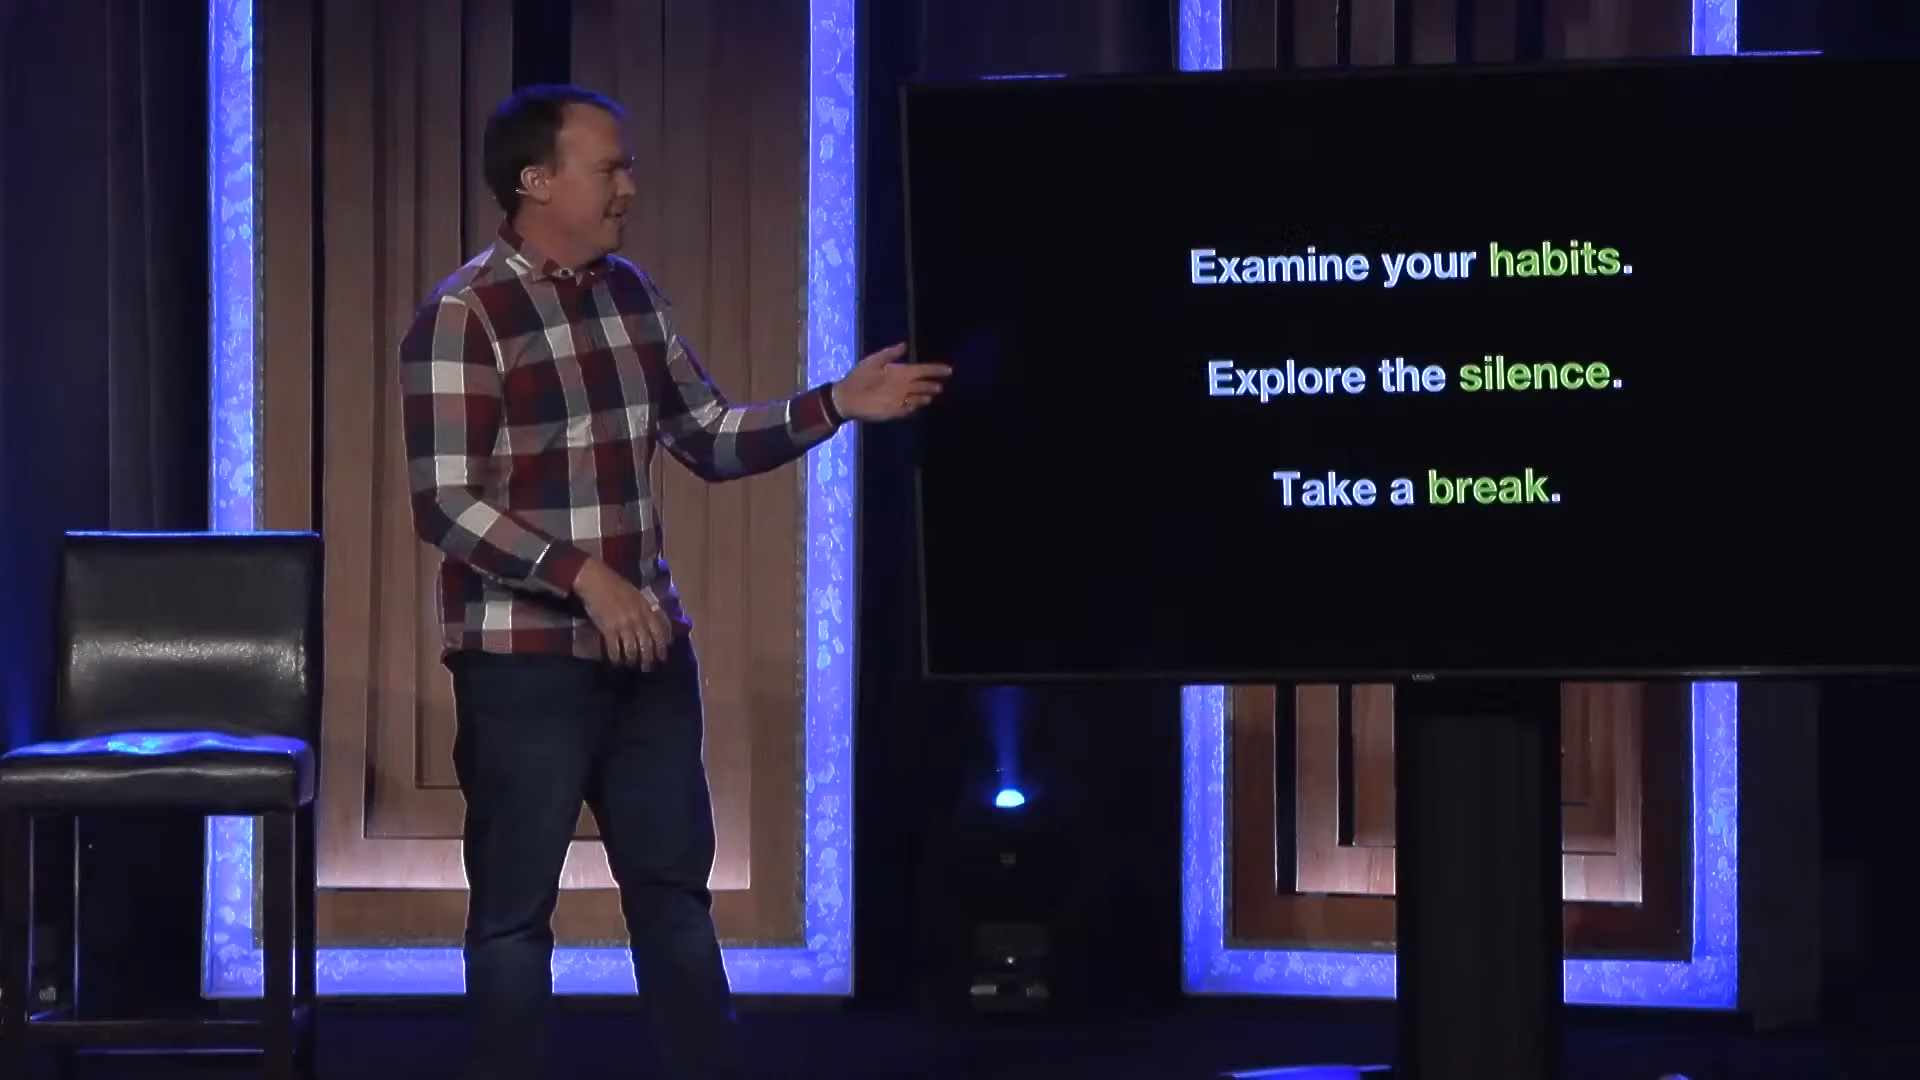 Examine your habits.
Explore the silence.
Take a break.